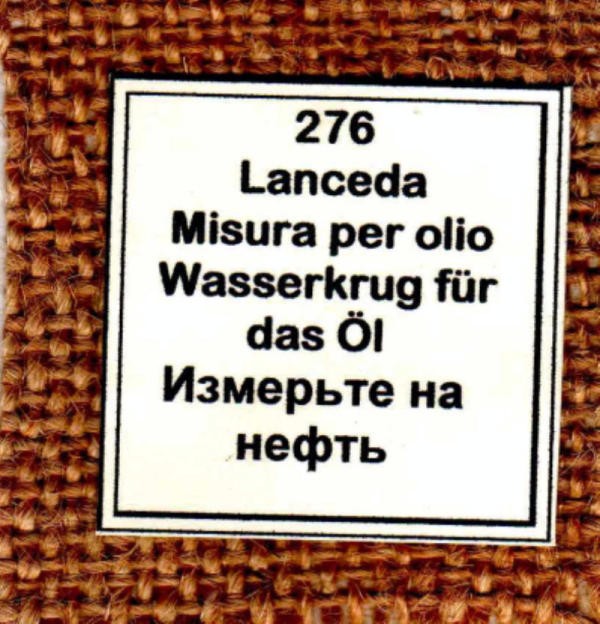 276
Lanceda
Misura per olio
Wasserkrug für
das Öl
Измерьте на
нефть